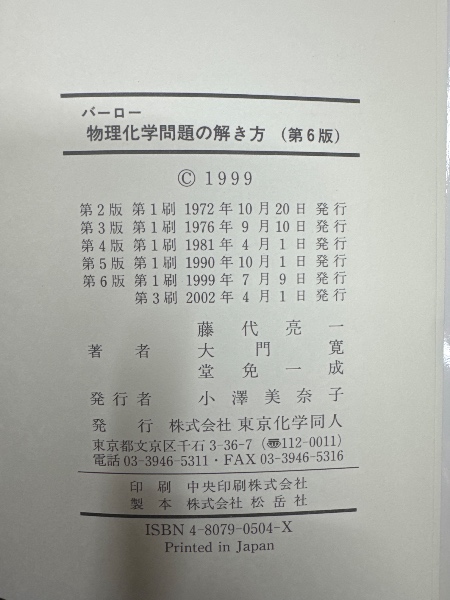 バーロー
物理化学問題の解き方 (第6版)
© 1999
第2版 第1刷 1972年10月20日 発行
第3版 第1刷 1976年 9月10日 発行
第4版 第1刷 1981年 4月 1日 発行
第5版 第1刷 1990年10月 1日 発行
第6版 第1刷 1999年 7月 9日 発行
第3刷 2002年 4月 1日 発行
藤代亮一
著者 大門寛
堂免一成
発行者 小澤美奈子
発行 株式会社 東京化学同人
東京都文京区千石 3-36-7 (〠112-0011)
電話 03-3946-5311・FAX 03-3946-5316
印刷 中央印刷株式会社
製本 株式会社 松岳社
ISBN 4-8079-0504-X
Printed in Japan